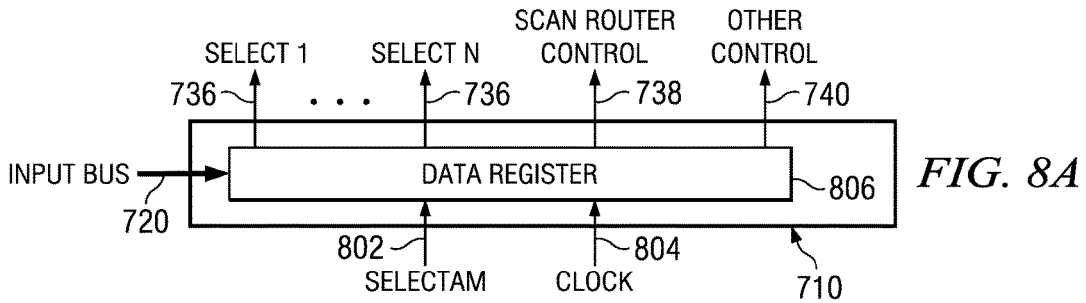 SCAN ROUTER OTHER
SELECT 1 SELECT N CONTROL CONTROL
736 . . . 736 738 740
INPUT BUS DATA REGISTER 806 FIG. 8A
720 802 804
SELECTAM CLOCK 710